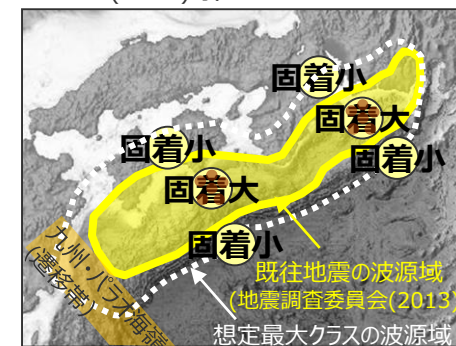 固着小
固着大
固着小
固着小
固着大
固着小
九州・パラオ海嶺
(遷移帯)
既往地震の波源域
(地震調査委員会(2013)
想定最大クラスの波源域